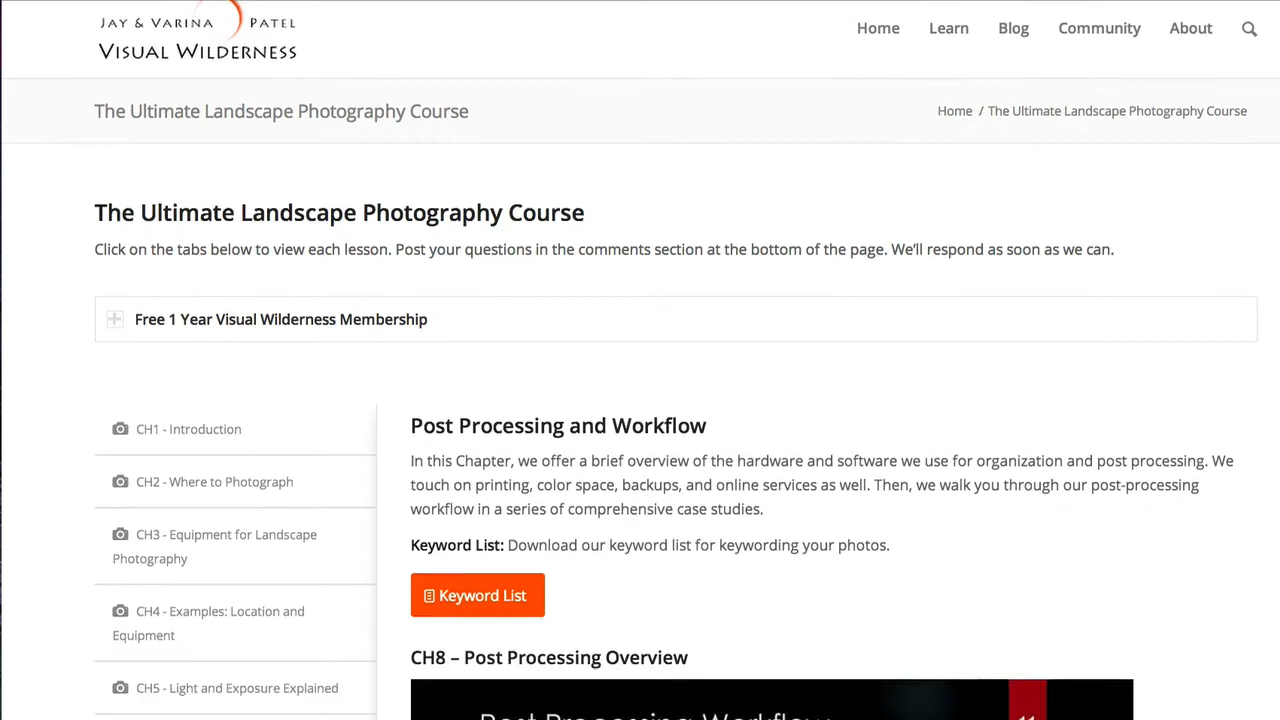 JAY & VARINA PATEL
VISUAL WILDERNESS
Home Learn Blog Community About
The Ultimate Landscape Photography Course
Home / The Ultimate Landscape Photography Course
The Ultimate Landscape Photography Course
Click on the tabs below to view each lesson. Post your questions in the comments section at the bottom of the page. We’ll respond as soon as we can.
Free 1 Year Visual Wilderness Membership
CH1 - Introduction
CH2 - Where to Photograph
CH3 - Equipment for Landscape
Photography
CH4 - Examples: Location and
Equipment
CH5 - Light and Exposure Explained
Post Processing and Workflow
In this Chapter, we offer a brief overview of the hardware and software we use for organization and post processing. We
touch on printing, color space, backups, and online services as well. Then, we walk you through our post-processing
workflow in a series of comprehensive case studies.
Keyword List: Download our keyword list for keywording your photos.
Keyword List
CH8 – Post Processing Overview
Post Processing Workflow